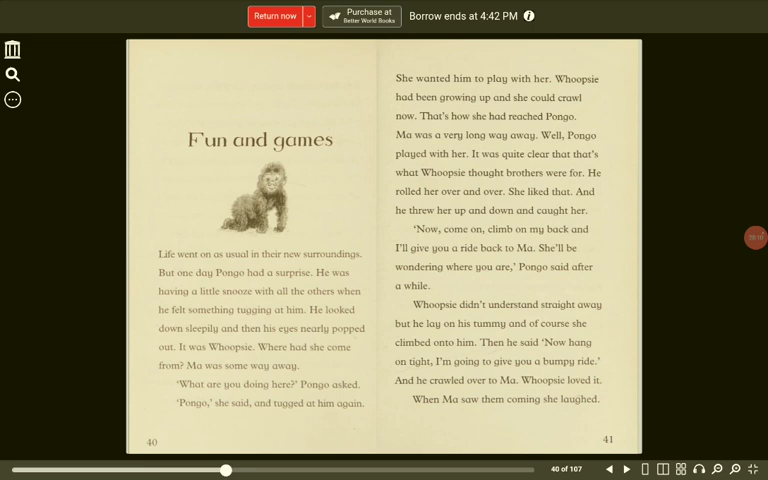 Return now
Purchase at
Better World Books
Borrow ends at 4:42 PM
Fun and games
Life went on as usual in their new surroundings.
But one day Pongo had a surprise. He was
having a little snooze with all the others when
he felt something tugging at him. He looked
down sleepily and then his eyes nearly popped
out. It was Whoopsie. Where had she come
from? Ma was some way away.
‘What are you doing here?’ Pongo asked.
‘Pongo,’ she said, and tugged at him again.
40
She wanted him to play with her. Whoopsie
had been growing up and she could crawl
now. That’s how she had reached Pongo.
Ma was a very long way away. Well, Pongo
played with her. It was quite clear that that’s
what Whoopsie thought brothers were for. He
rolled her over and over. She liked that. And
he threw her up and down and caught her.
‘Now, come on, climb on my back and
I’ll give you a ride back to Ma. She’ll be
wondering where you are,’ Pongo said after
a while.
Whoopsie didn’t understand straight away
but he lay on his tummy and of course she
climbed onto him. Then he said ‘Now hang
on tight, I’m going to give you a bumpy ride.’
And he crawled over to Ma. Whoopsie loved it.
When Ma saw them coming she laughed.
41
40 of 107